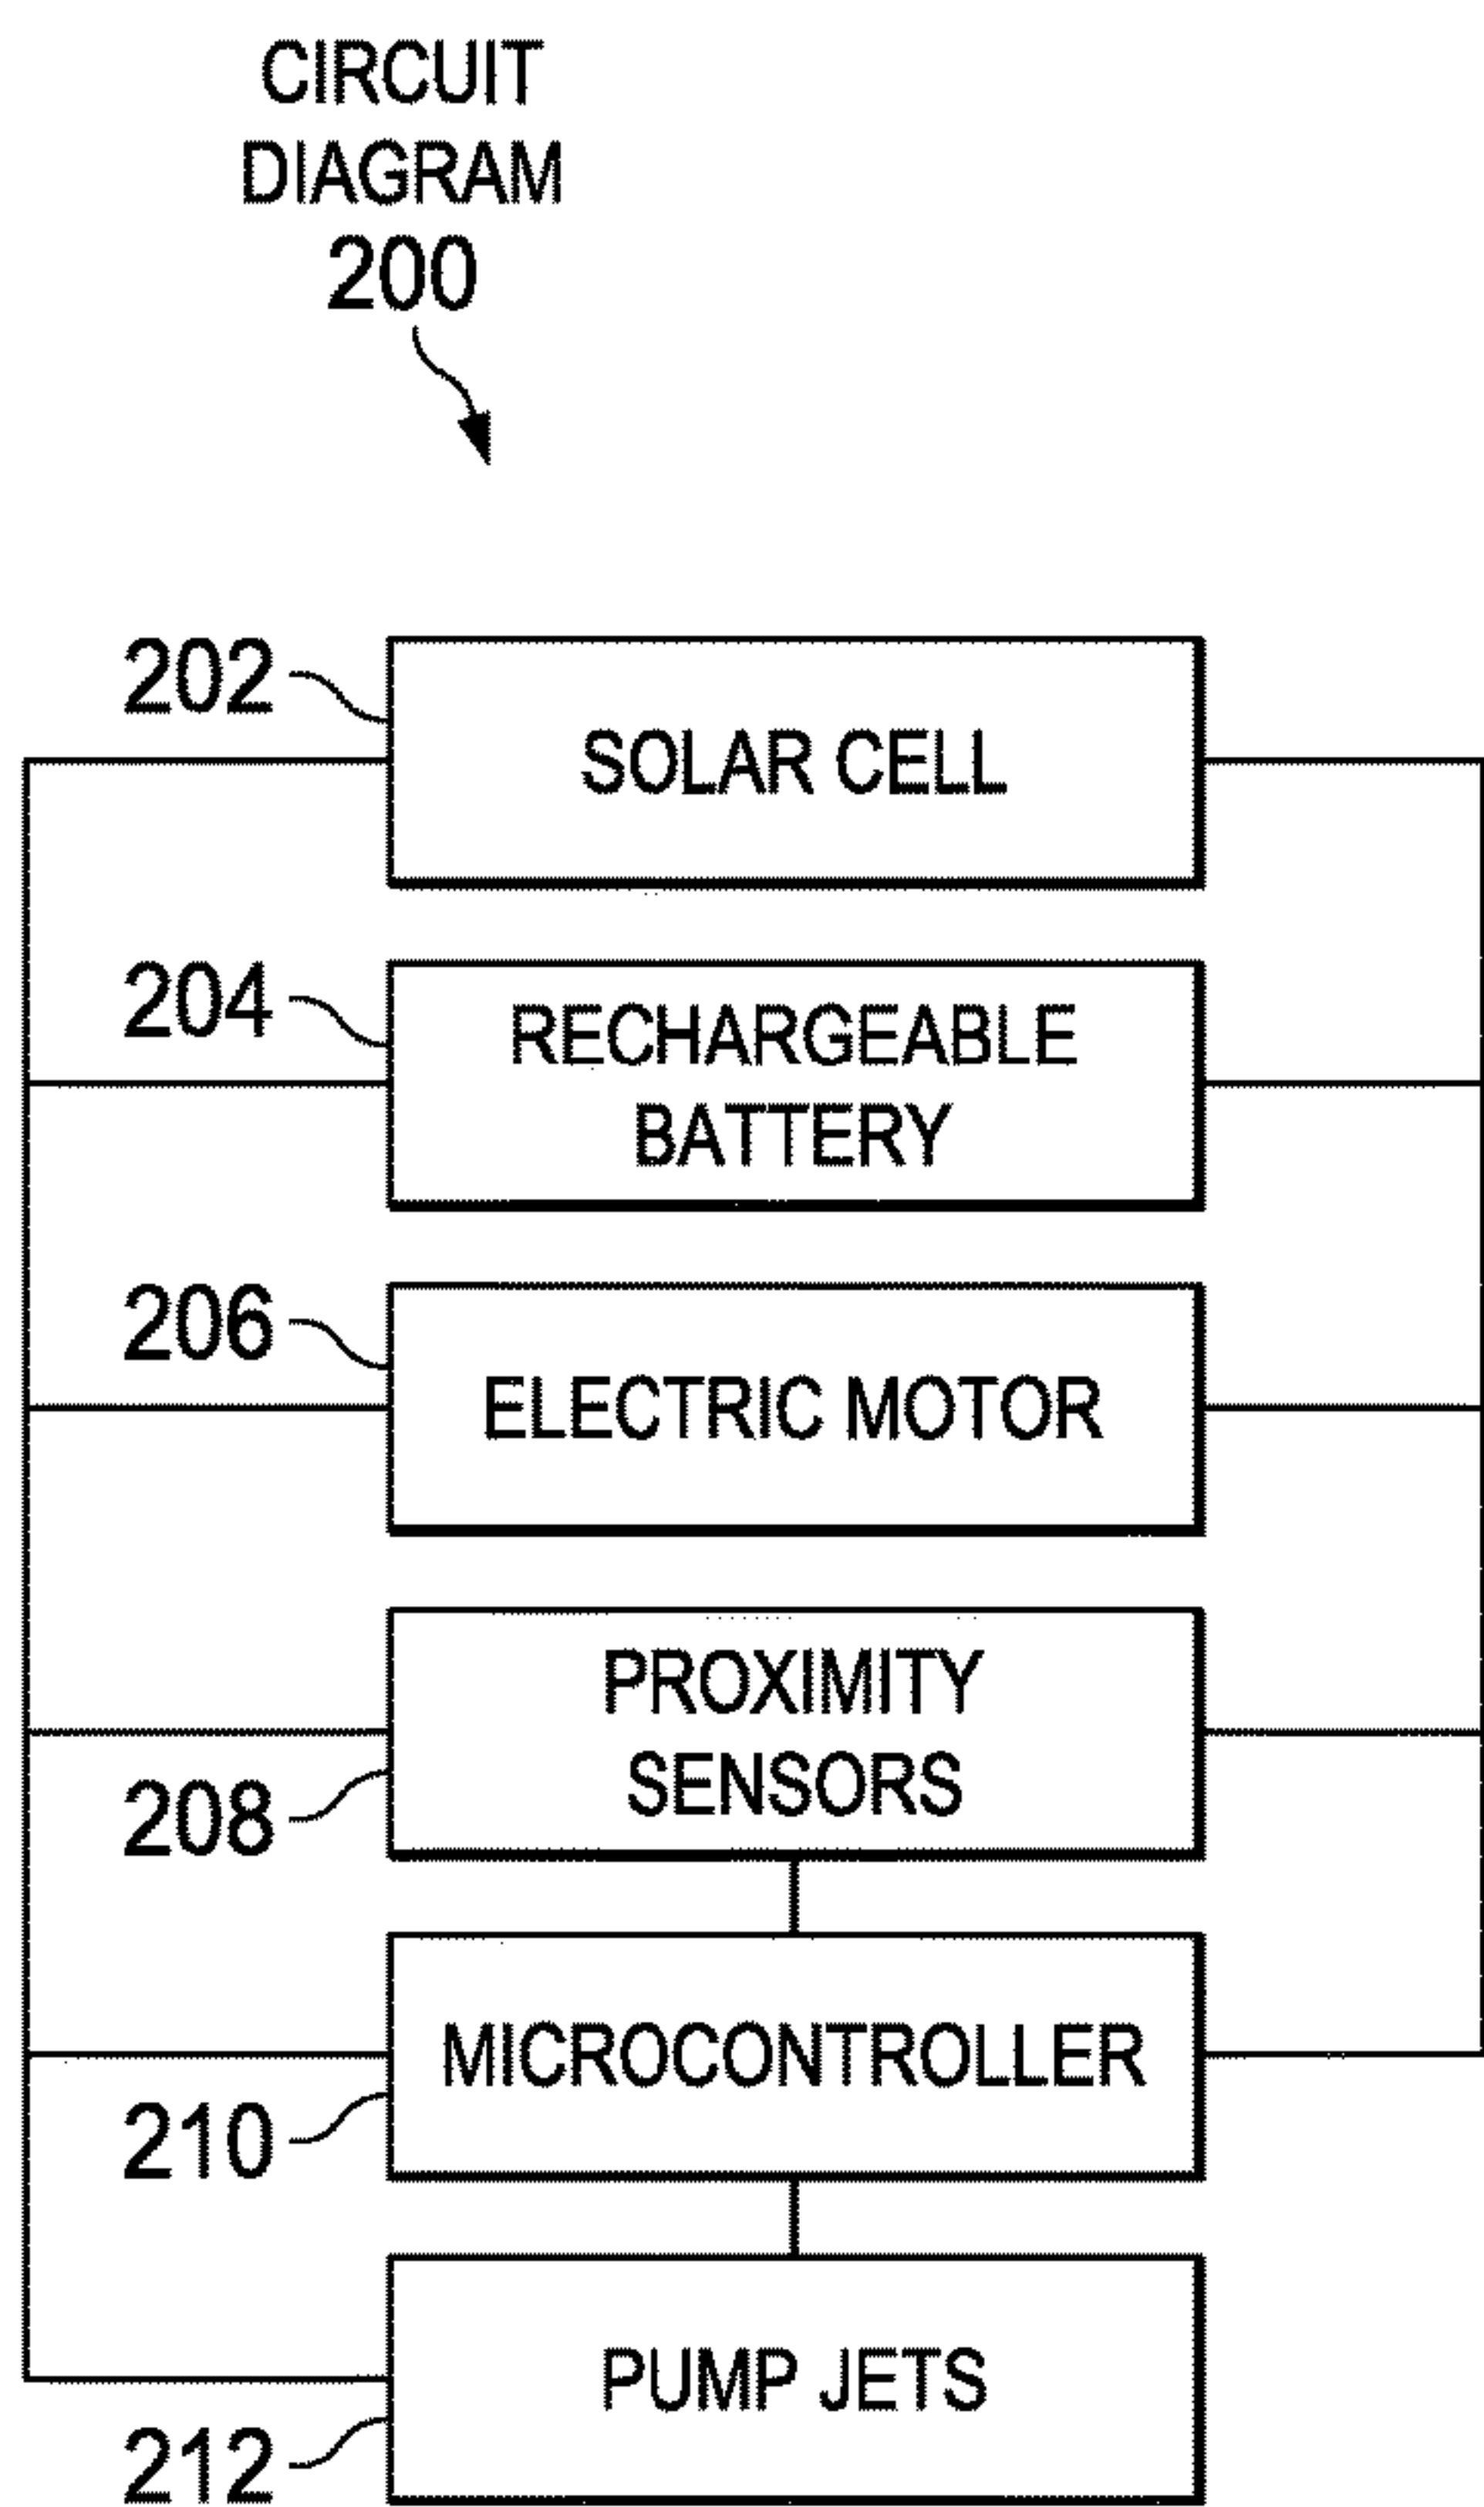 CIRCUIT
DIAGRAM
200
202
SOLAR CELL
204
RECHARGEABLE
BATTERY
206
ELECTRIC MOTOR
PROXIMITY
SENSORS
208
MICROCONTROLLER
210
PUMP JETS
212